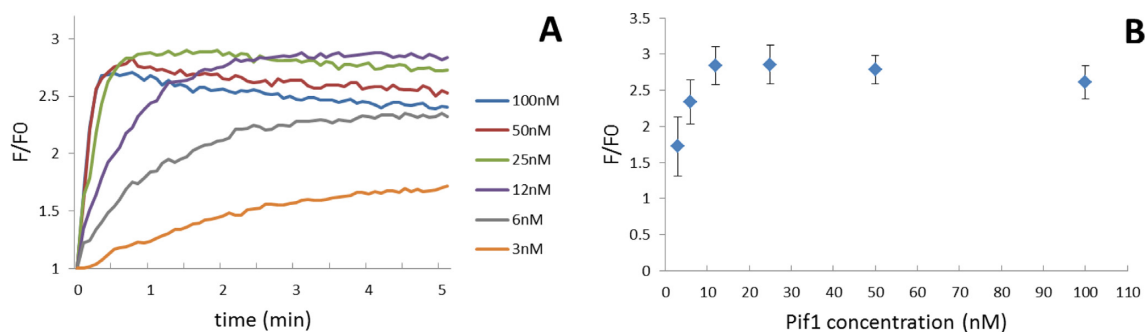 A
F/F0
3
2.5
2
1.5
1
0 1 2 3 4 5
time (min)
100nM
50nM
25nM
12nM
6nM
3nM
B
F/F0
3.5
3
2.5
2
1.5
1
0.5
0
0 10 20 30 40 50 60 70 80 90 100 110
Pif1 concentration (nM)